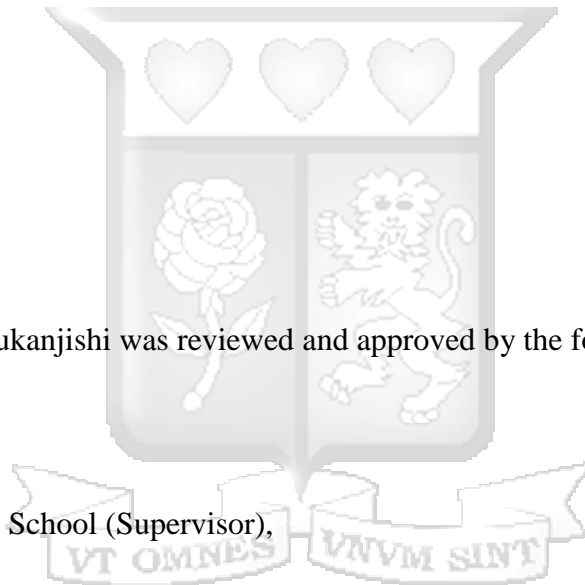 ukanjishi was reviewed and approved by the fo
School (Supervisor),
VT OMNES VNVM SINT